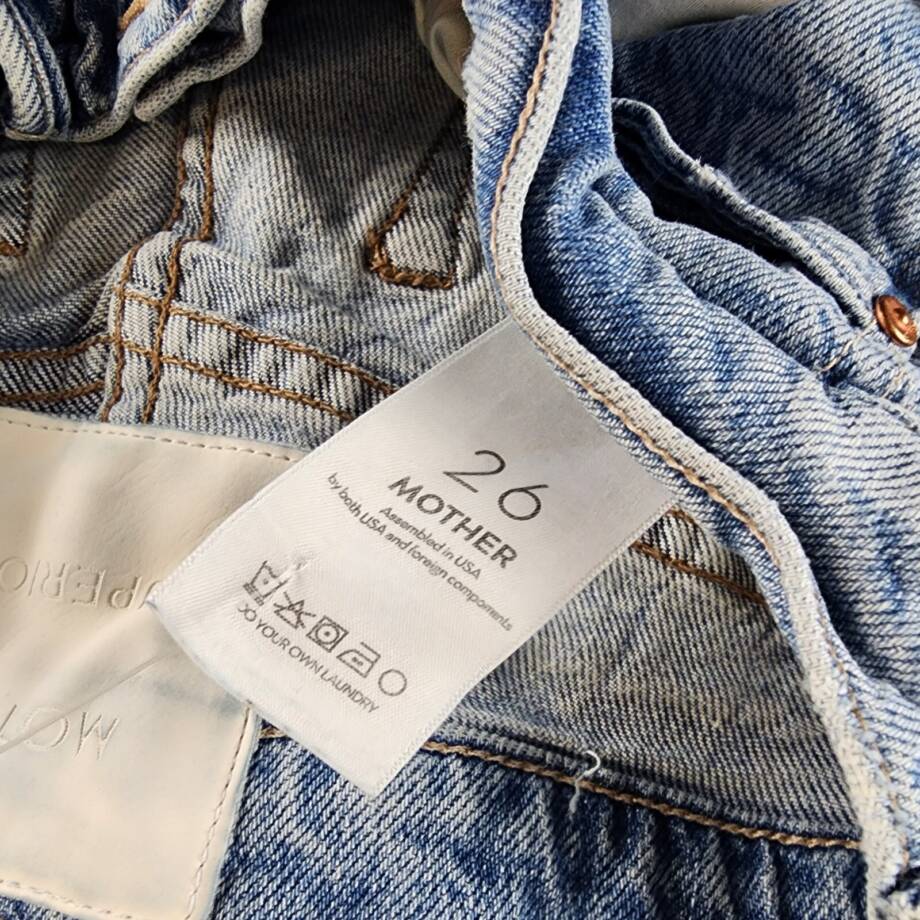 26
MOTHER
Assembled in USA
by both USA and foreign components
DO YOUR OWN LAUNDRY